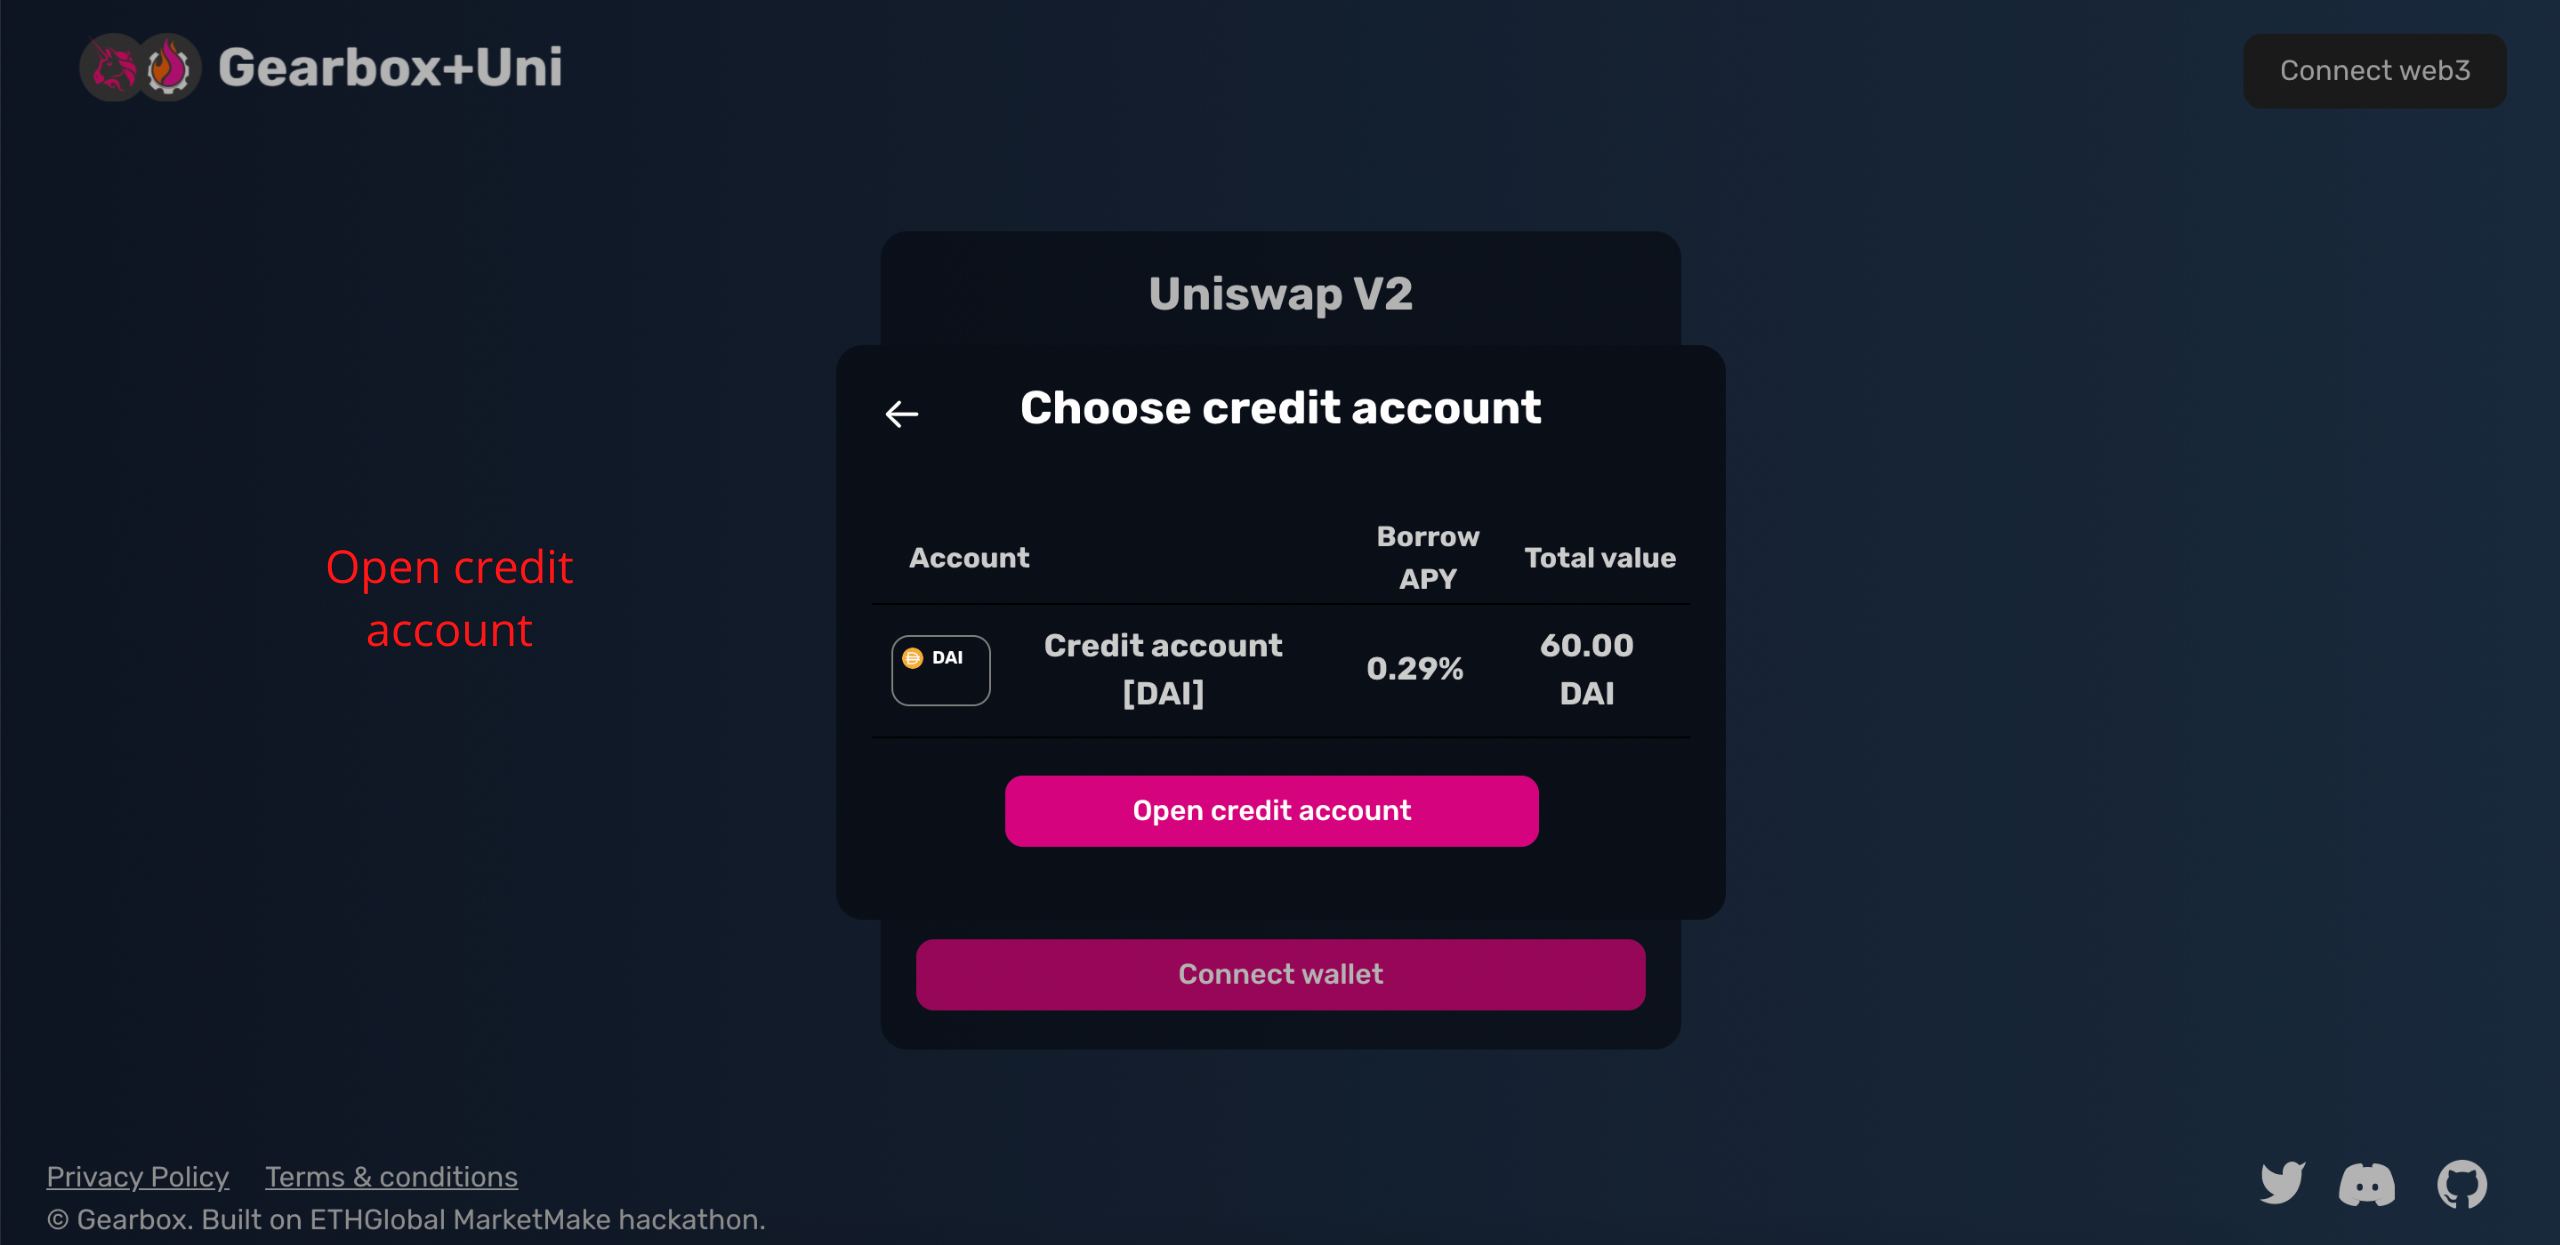 Gearbox+Uni
Connect web3
Uniswap V2
Choose credit account
Account
Borrow
APY
Total value
DAI
Credit account
[DAI]
0.29%
60.00
DAI
Open credit account
Open credit
account
Connect wallet
Privacy Policy
Terms & conditions
© Gearbox. Built on ETHGlobal MarketMake hackathon.